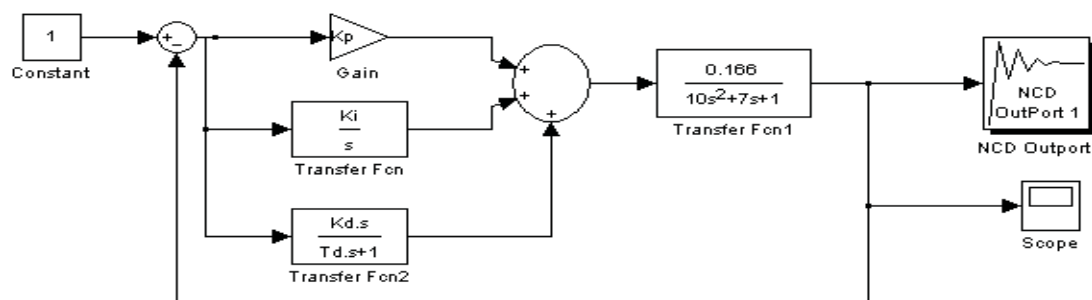 1
Constant
+
−
Kp
Gain
Ki
s
Transfer Fcn
Kd.s
Td.s+1
Transfer Fcn2
+
+
+
0.166
10s²+7s+1
Transfer Fcn1
NCD
OutPort 1
NCD Outport
Scope